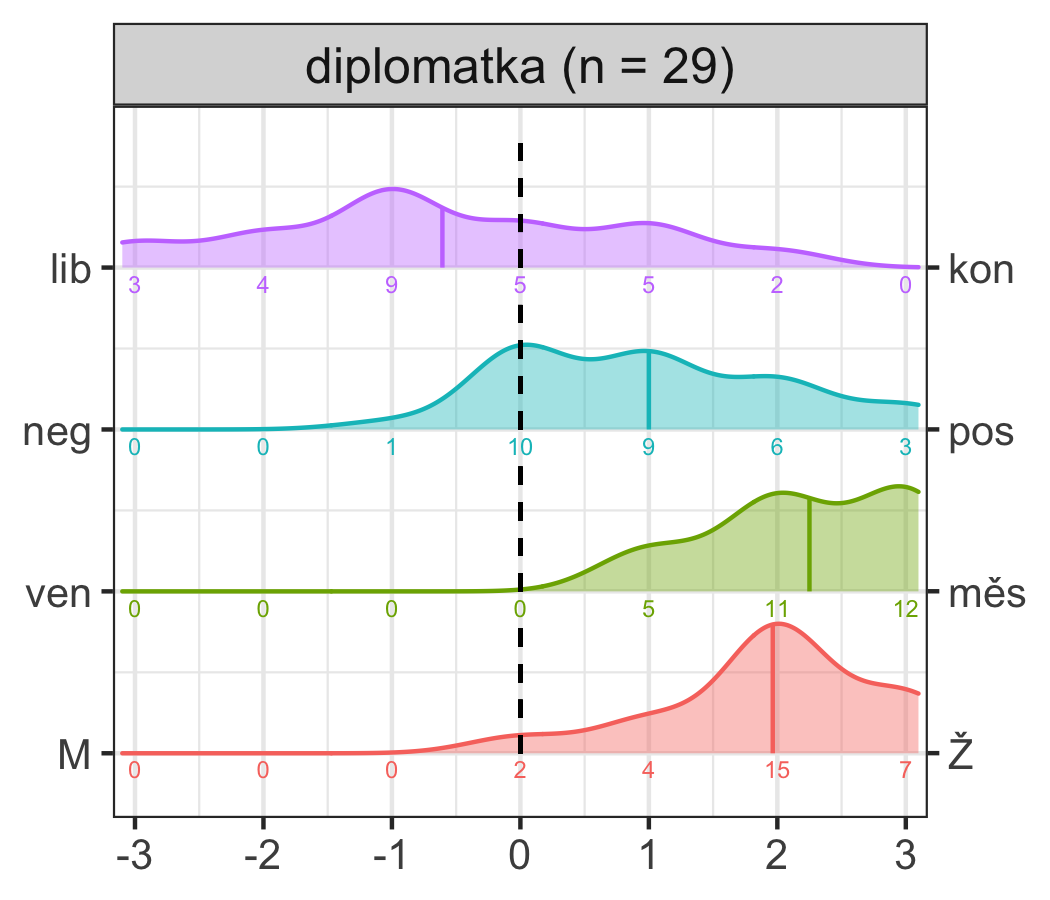 diplomatka (n = 29)
lib kon
3 4 9 5 5 2 0
neg pos
0 0 1 10 9 6 3
ven měs
0 0 0 0 5 11 12
M Ž
0 0 0 2 4 15 7
-3 -2 -1 0 1 2 3